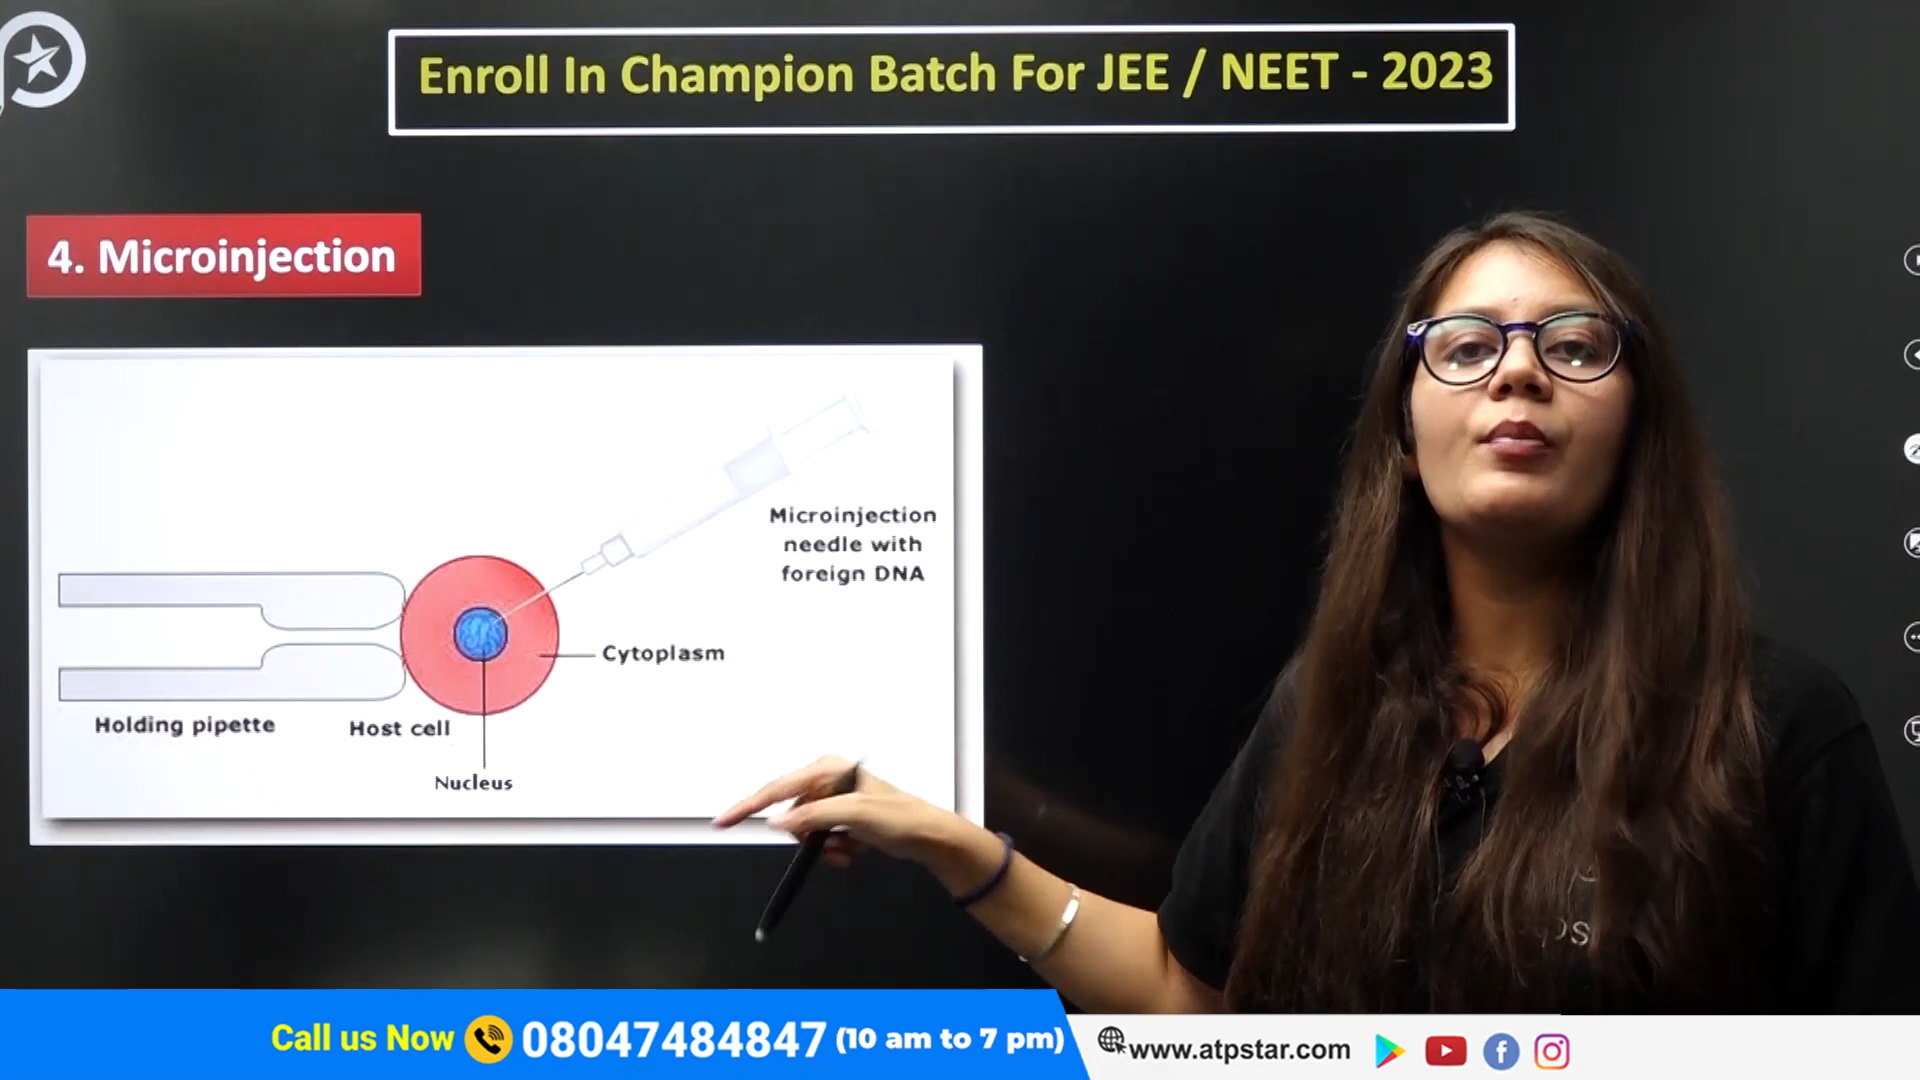 Enroll In Champion Batch For JEE / NEET - 2023
4. Microinjection
Microinjection
needle with
foreign DNA
Cytoplasm
Holding pipette
Host cell
Nucleus
Call us Now 08047484847 (10 am to 7 pm)
www.atpstar.com